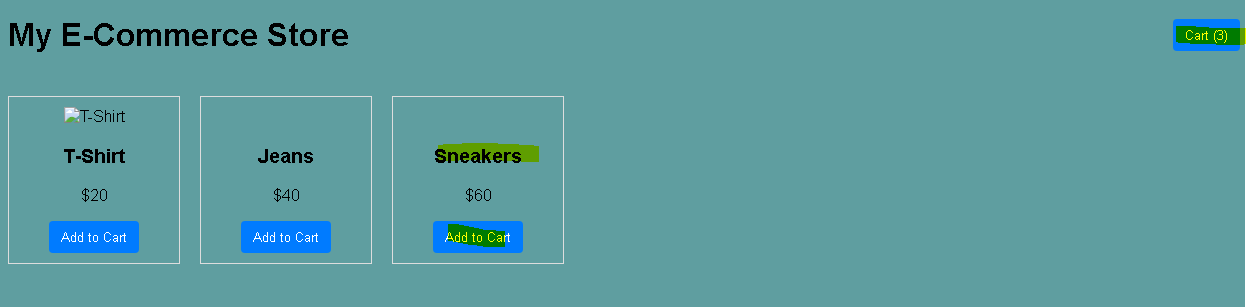 My E-Commerce Store
Cart (3)
T-Shirt
T-Shirt
$20
Add to Cart
Jeans
$40
Add to Cart
Sneakers
$60
Add to Cart